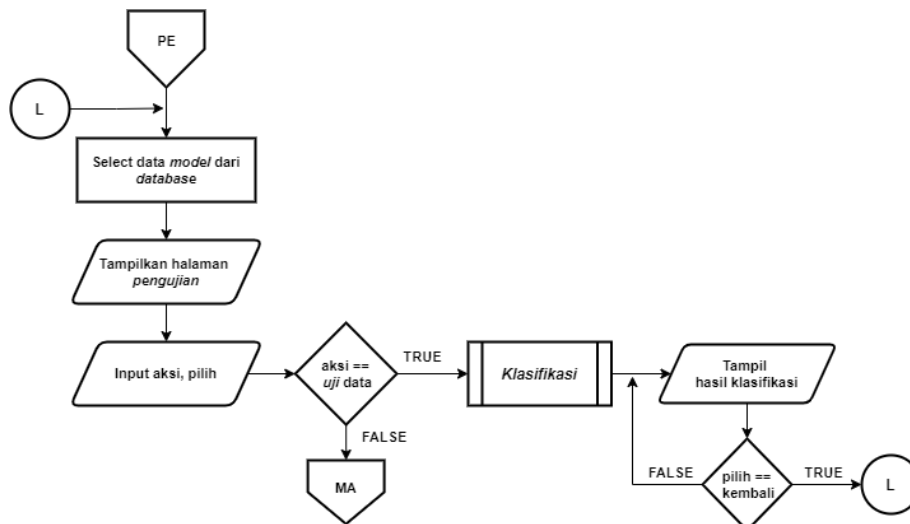 PE
L
Select data model dari
database
Tampilkan halaman
pengujian
Input aksi, pilih
aksi ==
uji data
TRUE
FALSE
MA
Klasifikasi
Tampil
hasil klasifikasi
pilih ==
kembali
FALSE
TRUE
L